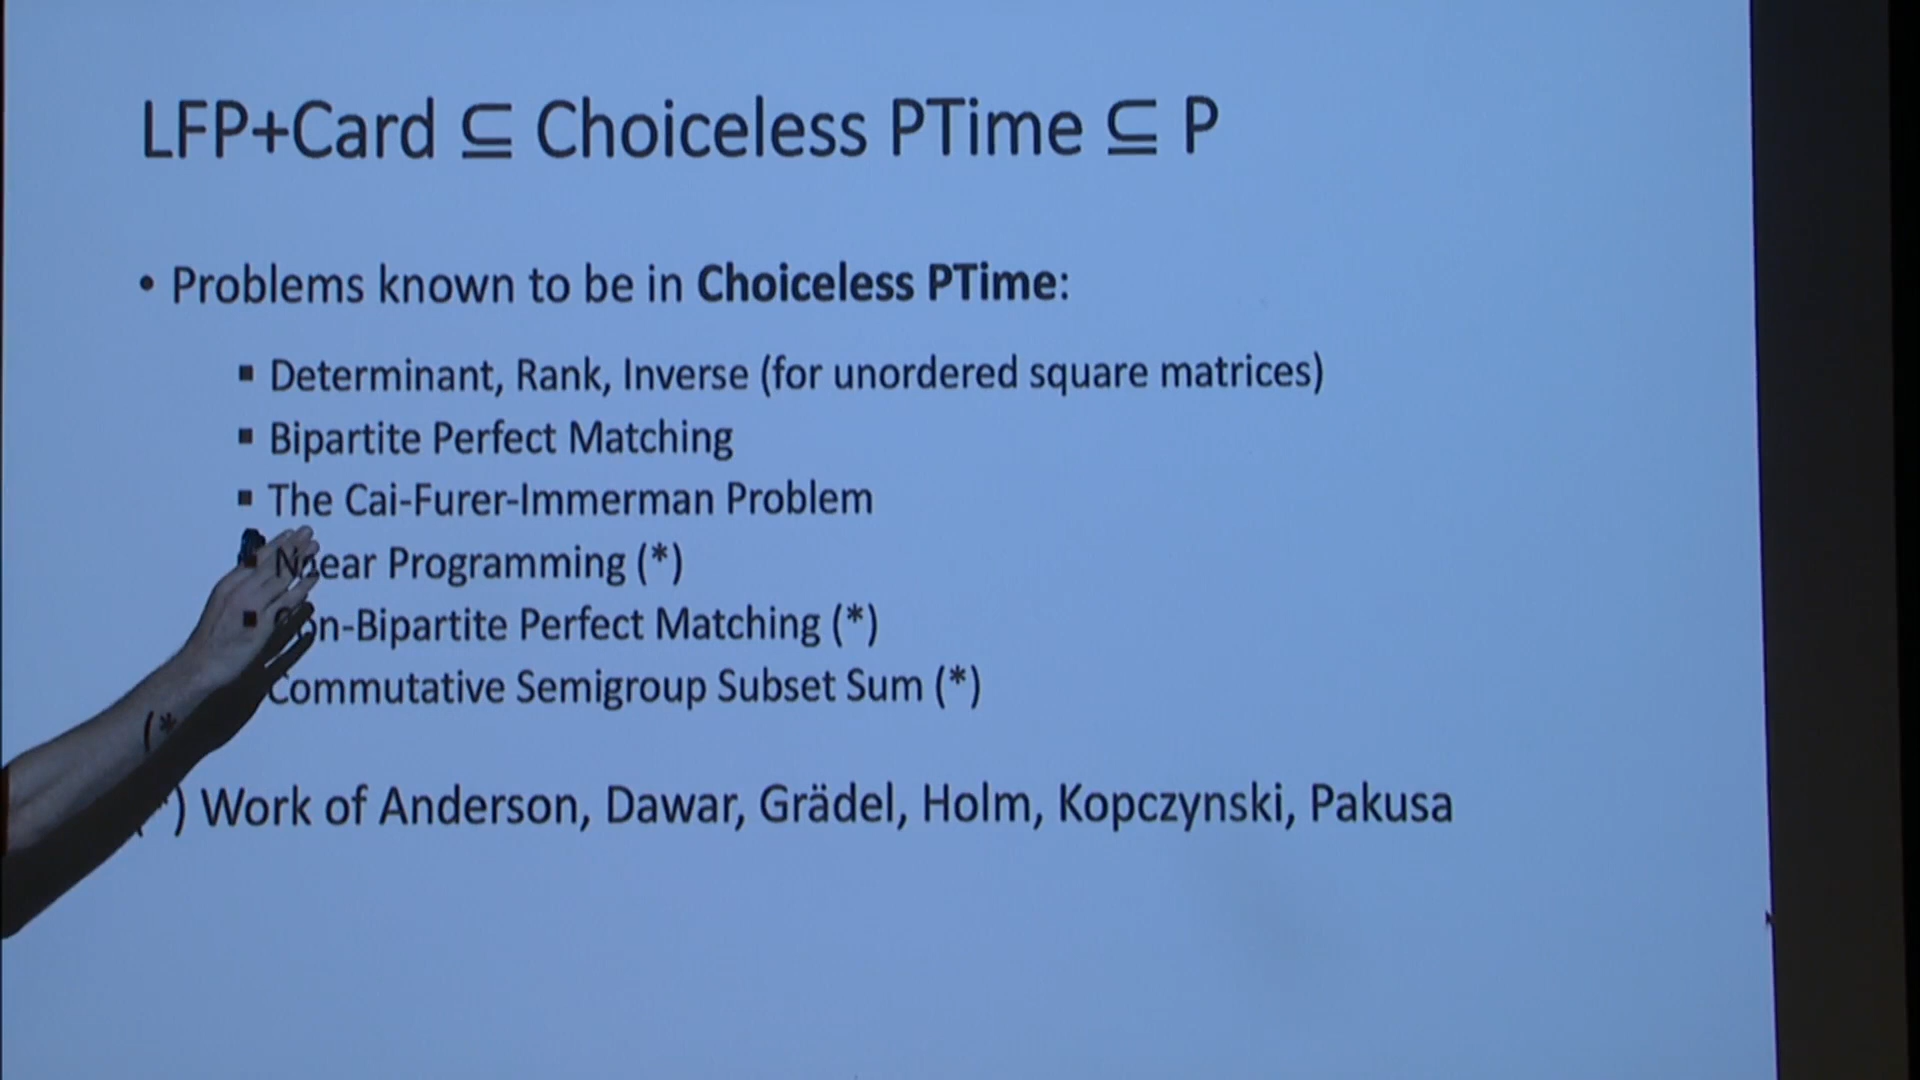 LFP+Card ⊆ Choiceless PTime ⊆ P
• Problems known to be in Choiceless PTime:
▪ Determinant, Rank, Inverse (for unordered square matrices)
▪ Bipartite Perfect Matching
▪ The Cai-Furer-Immerman Problem
Programming (*)
▪ Perfect Matching (*)
Commutative Semigroup Subset Sum (*)
Work of Anderson, Dawar, Grädel, Holm, Kopczynski, Pakusa